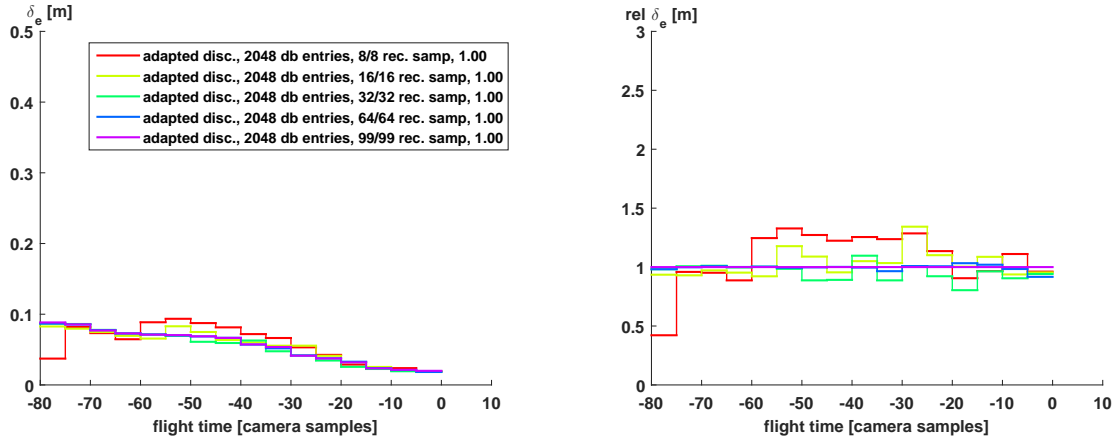 δe [m]
0.5
0.4
0.3
0.2
0.1
0
adapted disc., 2048 db entries, 8/8 rec. samp, 1.00
adapted disc., 2048 db entries, 16/16 rec. samp, 1.00
adapted disc., 2048 db entries, 32/32 rec. samp, 1.00
adapted disc., 2048 db entries, 64/64 rec. samp, 1.00
adapted disc., 2048 db entries, 99/99 rec. samp, 1.00
-80 -70 -60 -50 -40 -30 -20 -10 0 10
flight time [camera samples]
rel δe [m]
3
2.5
2
1.5
1
0.5
0
-80 -70 -60 -50 -40 -30 -20 -10 0 10
flight time [camera samples]